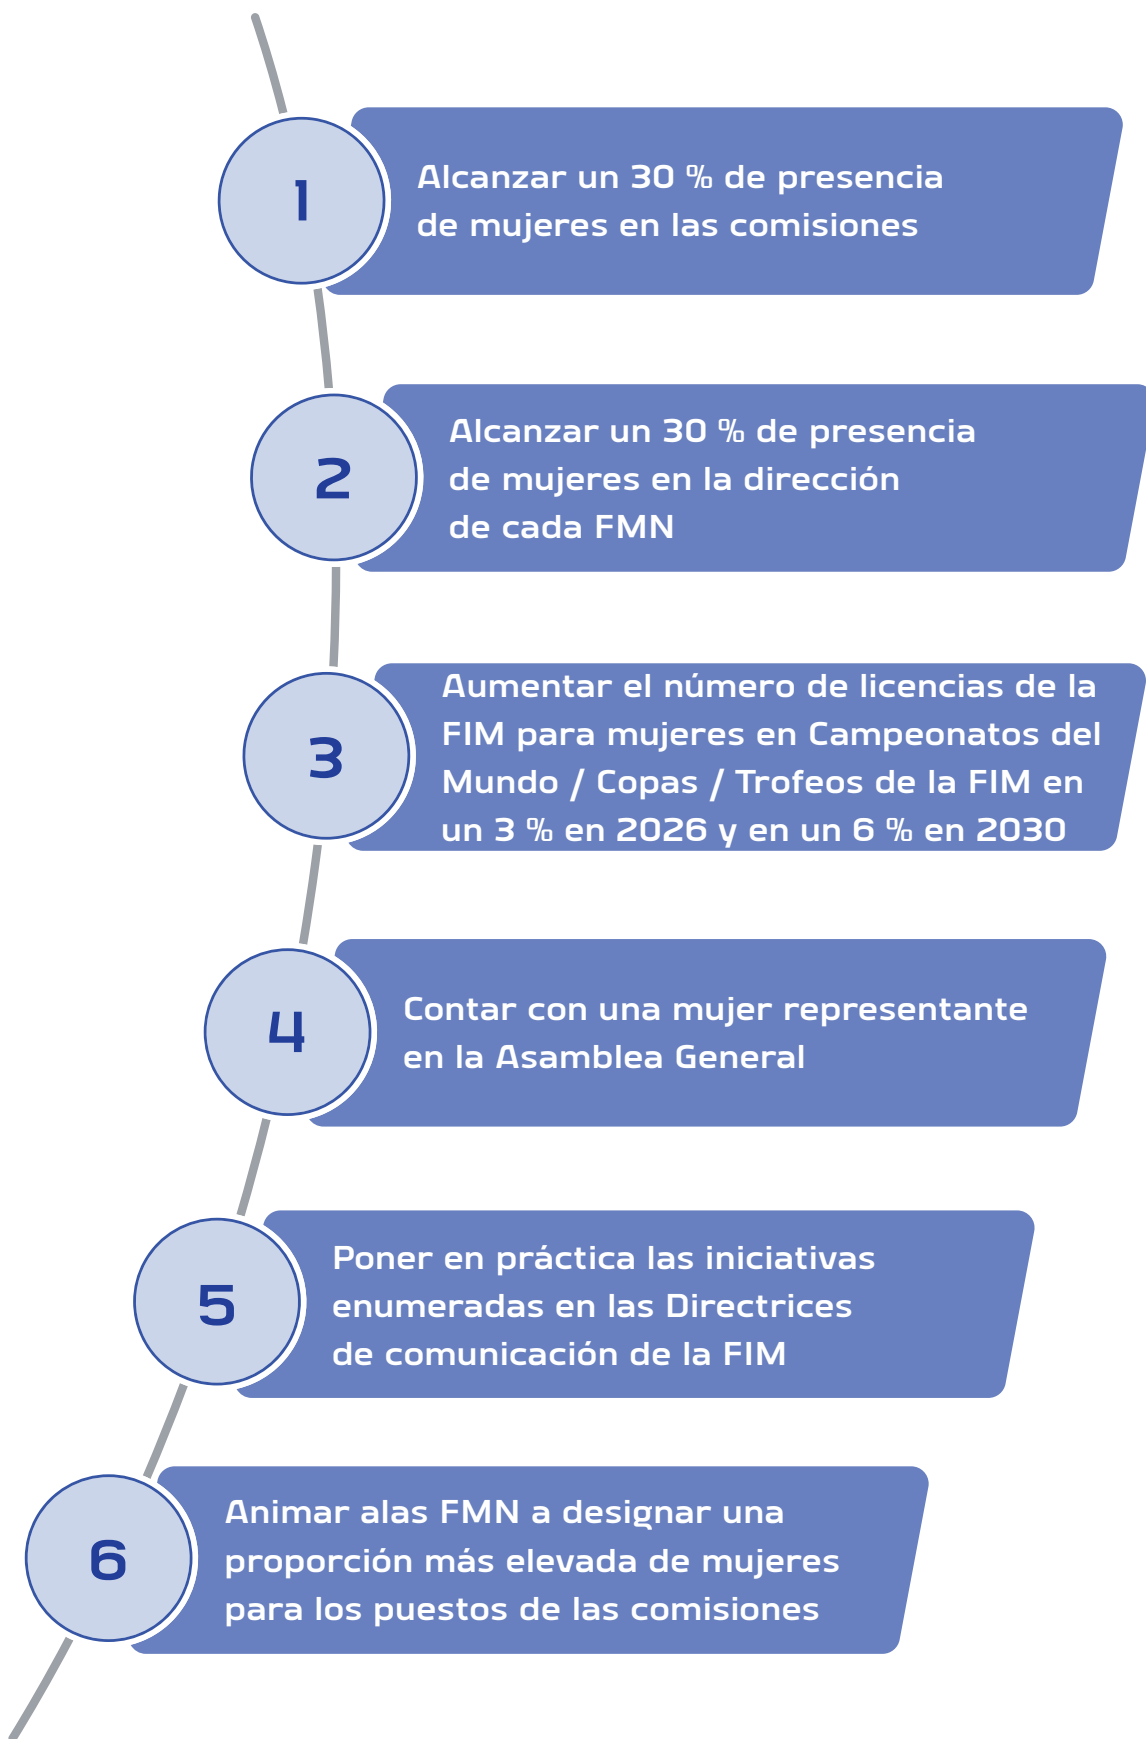 1
Alcanzar un 30 % de presencia
de mujeres en las comisiones
2
Alcanzar un 30 % de presencia
de mujeres en la dirección
de cada FMN
3
Aumentar el número de licencias de la
FIM para mujeres en Campeonatos del
Mundo / Copas / Trofeos de la FIM en
un 3 % en 2026 y en un 6 % en 2030
4
Contar con una mujer representante
en la Asamblea General
5
Poner en práctica las iniciativas
enumeradas en las Directrices
de comunicación de la FIM
6
Animar alas FMN a designar una
proporción más elevada de mujeres
para los puestos de las comisiones